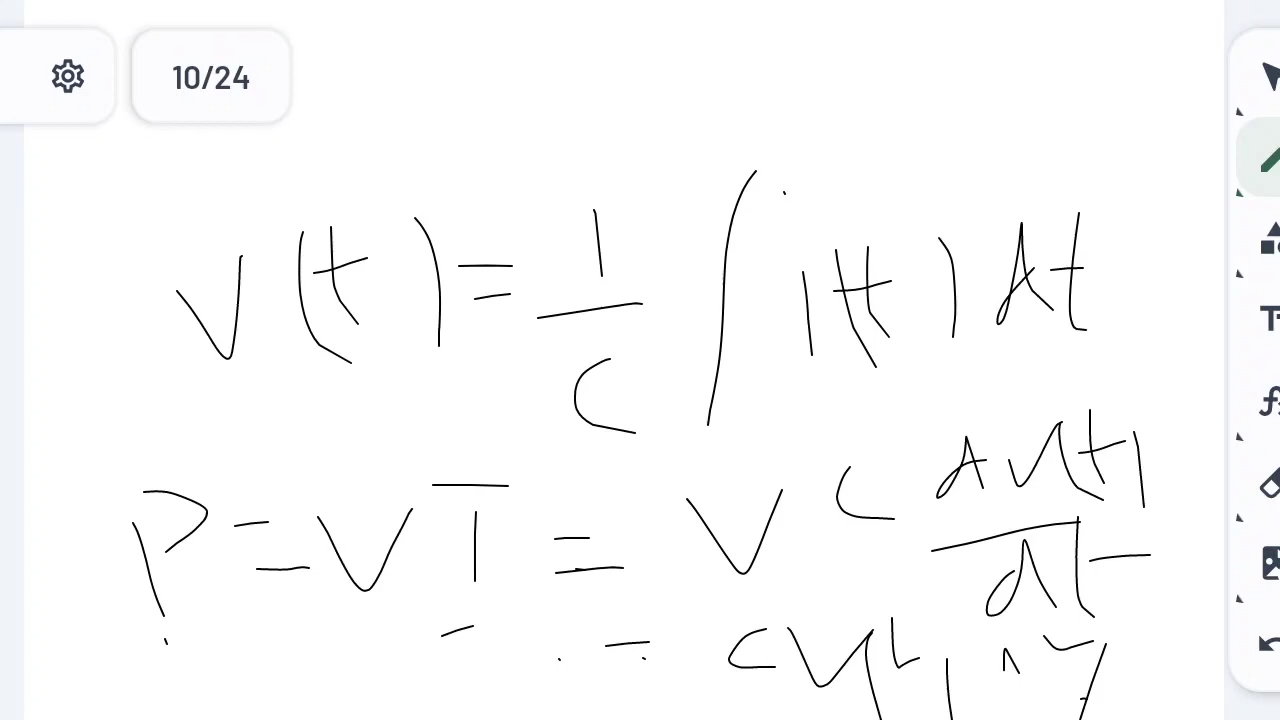 10/24
v(t) = 1/C ∫ i(t) dt
P = VI = V C dv(t)/dt
= C v(t)